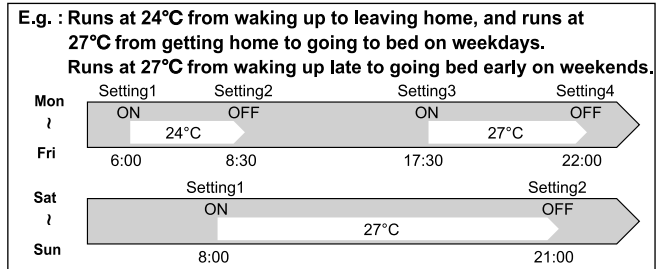 E.g. : Runs at 24°C from waking up to leaving home, and runs at
27°C from getting home to going to bed on weekdays.
Runs at 27°C from waking up late to going bed early on weekends.
Setting1 Setting2 Setting3 Setting4
Mon
ON OFF ON OFF
~
24°C 27°C
Fri
6:00 8:30 17:30 22:00
Setting1 Setting2
Sat
ON OFF
~
27°C
Sun
8:00 21:00